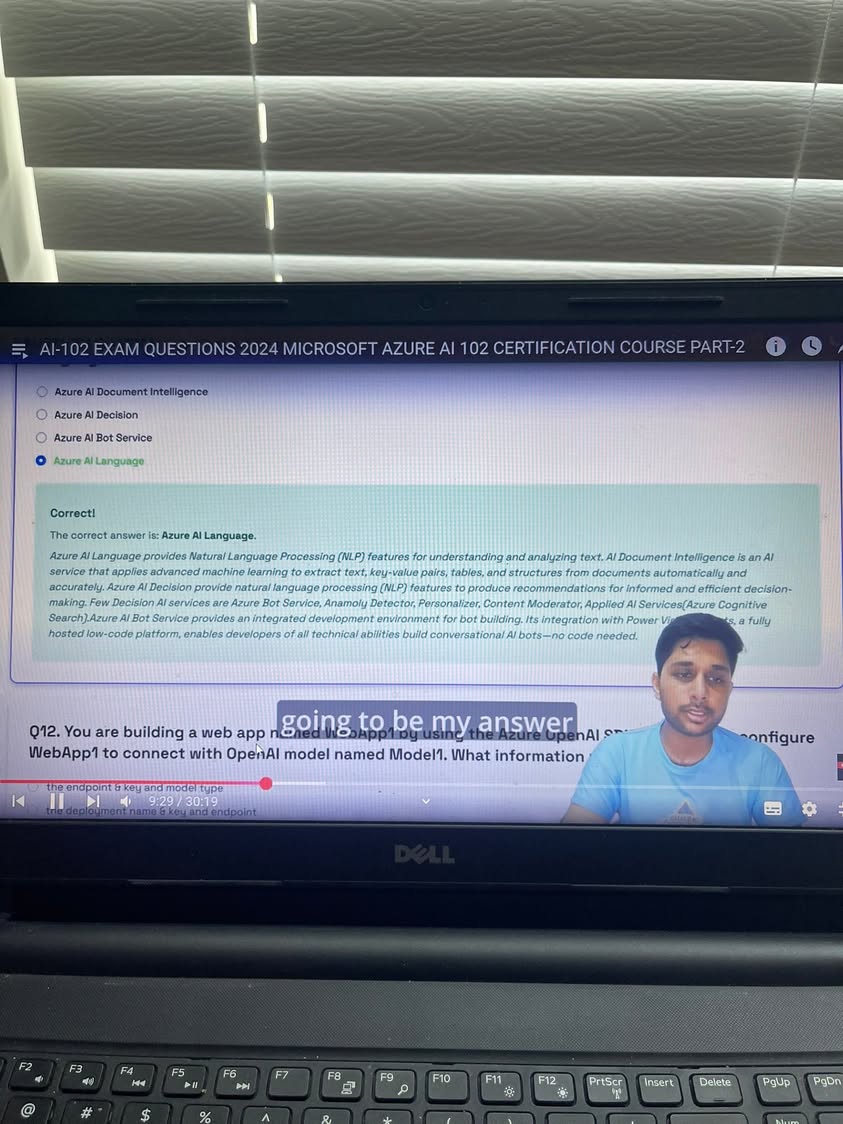 AI-102 EXAM QUESTIONS 2024 MICROSOFT AZURE AI 102 CERTIFICATION COURSE PART-2
Azure AI Document Intelligence
Azure AI Decision
Azure AI Bot Service
Azure AI Language
Correct!
The correct answer is: Azure AI Language.
Azure AI Language provides Natural Language Processing (NLP) features for understanding and analyzing text. AI Document Intelligence is an AI
service that applies advanced machine learning to extract text, key-value pairs, tables, and structures from documents automatically and
accurately. Azure AI Decision provide natural language processing (NLP) features to produce recommendations for informed and efficient decision-
making. Few Decision AI services are Azure Bot Service, Anamoly Detector, Personalizer, Content Moderator, Applied AI Services(Azure Cognitive
Search).Azure AI Bot Service provides an integrated development environment for bot building. Its integration with Power a fully
hosted low-code platform, enables developers of all technical abilities build conversational AI bots—no code needed.
going to be my answer
Q12. You are building a web app named WebApp1 by using the Azure OpenAI configure
WebApp1 to connect with OpenAI model named Model1. What information
the endpoint & key and model type
9:29 / 30:19
the deployment name & key and endpoint
DELL
F2 F3 F4 F5 F6 F7 F8 F9 F10 F11 F12 PrtScr Insert Delete PgUp PgDn
@ # $ % ^ & * (
Num